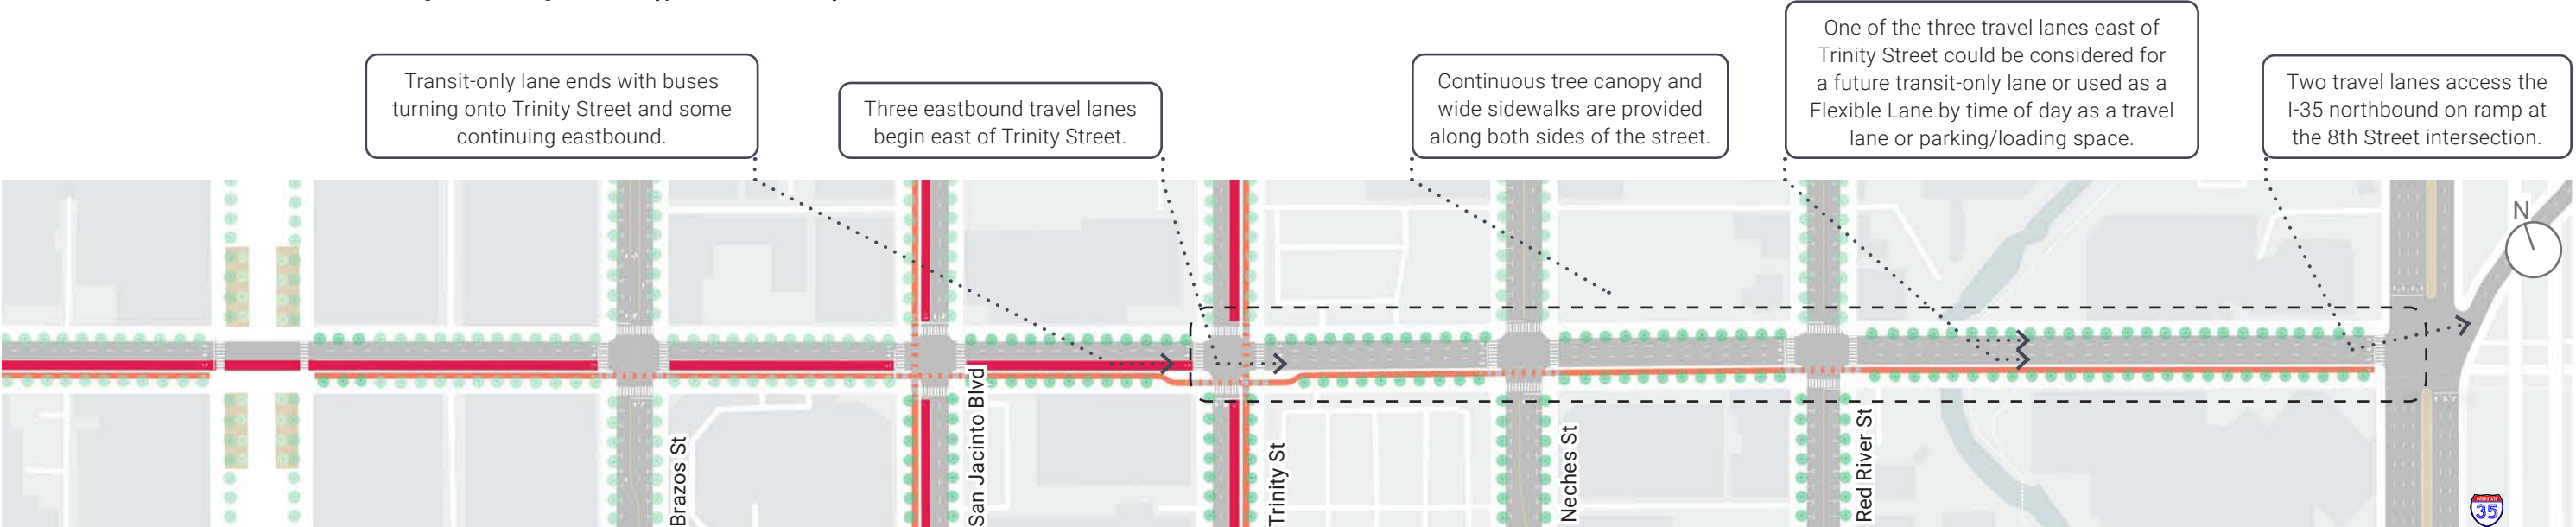 Transit-only lane ends with buses
turning onto Trinity Street and some
continuing eastbound.
Three eastbound travel lanes
begin east of Trinity Street.
Continuous tree canopy and
wide sidewalks are provided
along both sides of the street.
One of the three travel lanes east of
Trinity Street could be considered for
a future transit-only lane or used as a
Flexible Lane by time of day as a travel
lane or parking/loading space.
Two travel lanes access the
I-35 northbound on ramp at
the 8th Street intersection.
N
Brazos St
San Jacinto Blvd
Trinity St
Neches St
Red River St
35